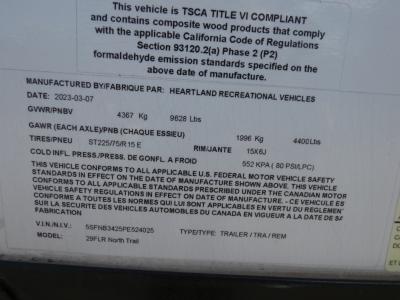 This vehicle is TSCA TITLE VI COMPLIANT
and contains composite wood products that comply
with the applicable California Code of Regulations
Section 93120.2(a) Phase 2 (P2)
formaldehyde emission standards specified on the
above date of manufacture.
MANUFACTURED BY/FABRIQUE PAR: HEARTLAND RECREATIONAL VEHICLES
DATE: 2023-03-07
GVWR/PNBV 4367 Kg 9628 Lbs
GAWR (EACH AXLE)/PNB (CHAQUE ESSIEU) 1996 Kg 4400Lbs
TIRES/PNEU ST225/75/R15 E RIM/JANTE 15X6J
COLD INFL. PRESS/PRESS. DE GONFL. A FROID 552 KPA ( 80 PSI/LPC)
THIS VEHICLE CONFORMS TO ALL APPLICABLE U.S. FEDERAL MOTOR VEHICLE SAFETY
STANDARDS IN EFFECT ON THE DATE OF MANUFACTURE SHOWN ABOVE. THIS VEHICLE
CONFORMS TO ALL APPLICABLE STANDARDS PRESCRIBED UNDER THE CANADIAN MOTOR
VEHICLE SAFETY REGULATIONS IN EFFECT ON DATE OF MANUFACTURE - CE VEHICULE EST
CONFORME A TOUTES LES NORMES QUI LUI SONT APPLICABLES EN VERTU DU REGLEMENT
SUR LA SECURITE DES VEHICULES AUTOMOBILES DU CANADA EN VIGUEUR A LA DATE DE SA
FABRICATION
V.I.N./N.I.V.: 5SFNB3425PE524025 TYPE/TYPE: TRAILER / TRA / REM
MODEL: 29FLR North Trail